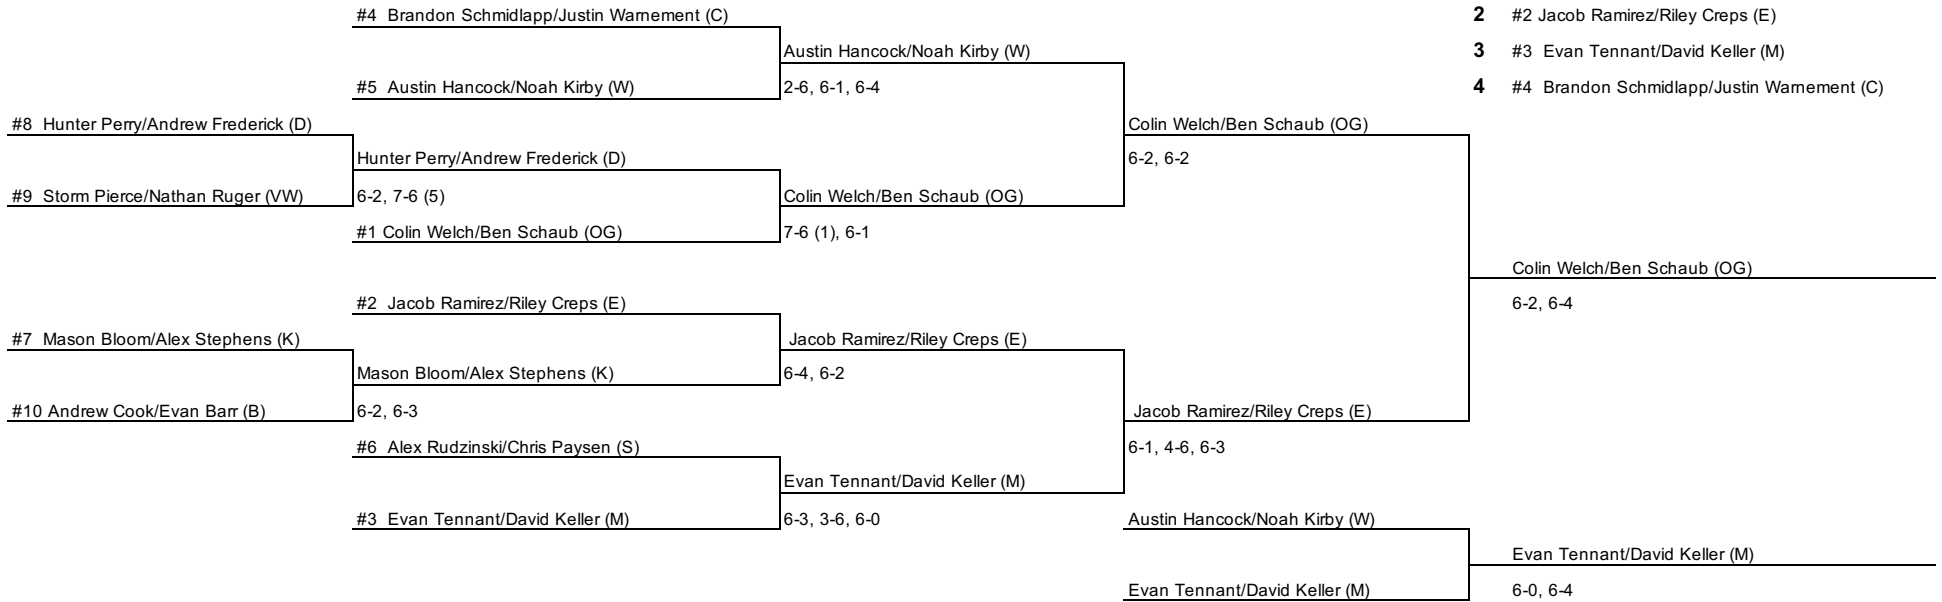 #4 Brandon Schmidlapp/Justin Warnement (C)
2 #2 Jacob Ramirez/Riley Creps (E)
Austin Hancock/Noah Kirby (W)
3 #3 Evan Tennant/David Keller (M)
#5 Austin Hancock/Noah Kirby (W)
2-6, 6-1, 6-4
4 #4 Brandon Schmidlapp/Justin Warnement (C)
#8 Hunter Perry/Andrew Frederick (D)
Colin Welch/Ben Schaub (OG)
Hunter Perry/Andrew Frederick (D)
6-2, 6-2
#9 Storm Pierce/Nathan Ruger (VW)
6-2, 7-6 (5)
Colin Welch/Ben Schaub (OG)
#1 Colin Welch/Ben Schaub (OG)
7-6 (1), 6-1
Colin Welch/Ben Schaub (OG)
#2 Jacob Ramirez/Riley Creps (E)
6-2, 6-4
#7 Mason Bloom/Alex Stephens (K)
Jacob Ramirez/Riley Creps (E)
Mason Bloom/Alex Stephens (K)
6-4, 6-2
#10 Andrew Cook/Evan Barr (B)
6-2, 6-3
Jacob Ramirez/Riley Creps (E)
#6 Alex Rudzinski/Chris Paysen (S)
6-1, 4-6, 6-3
Evan Tennant/David Keller (M)
#3 Evan Tennant/David Keller (M)
6-3, 3-6, 6-0
Austin Hancock/Noah Kirby (W)
Evan Tennant/David Keller (M)
Evan Tennant/David Keller (M)
6-0, 6-4